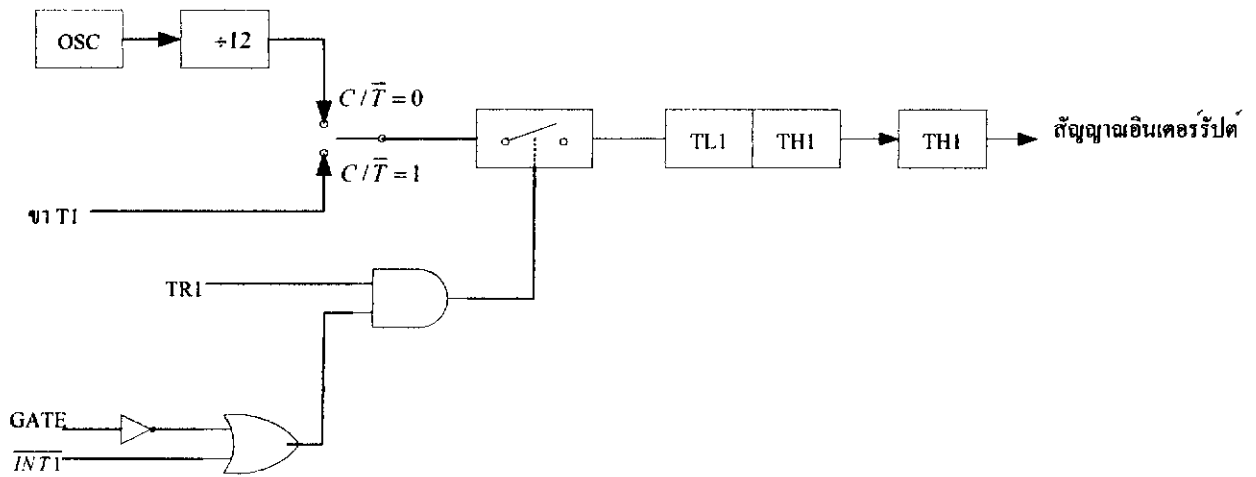 OSC
÷12
C/T̅ = 0
TL1
TH1
TH1
สัญญาณอินเตอร์รัปต์
C/T̅ = 1
ขา T1
TR1
GATE
I̅N̅T̅1̅